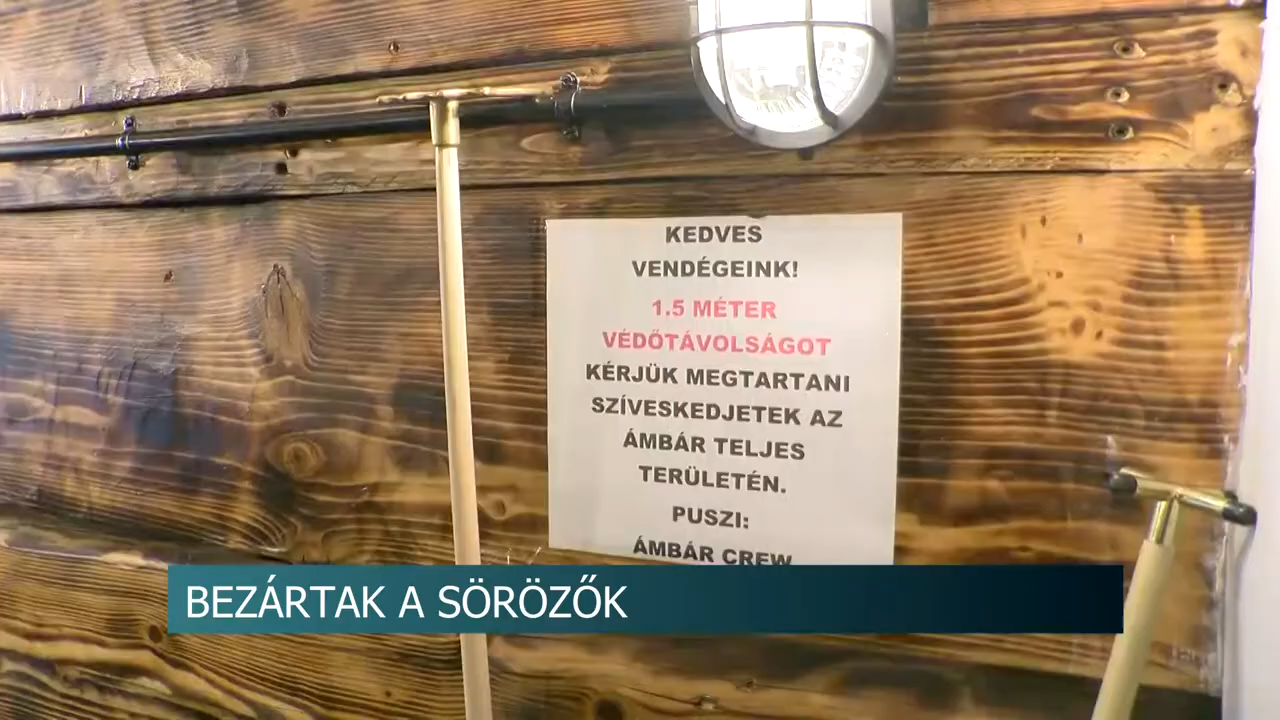 KEDVES
VENDÉGEINK!
1.5 MÉTER
VÉDŐTÁVOLSÁGOT
KÉRJÜK MEGTARTANI
SZÍVESKEDJETEK AZ
ÁMBÁR TELJES
TERÜLETÉN.
PUSZI:
ÁMBÁR CREW
BEZÁRTAK A SÖRÖZŐK